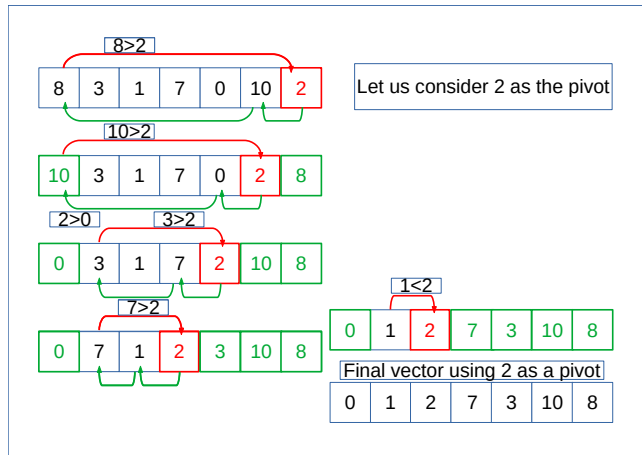 8>2
8 3 1 7 0 10 2
Let us consider 2 as the pivot
10>2
10 3 1 7 0 2 8
2>0 3>2
0 3 1 7 2 10 8
7>2
0 7 1 2 3 10 8
1<2
0 1 2 7 3 10 8
Final vector using 2 as a pivot
0 1 2 7 3 10 8